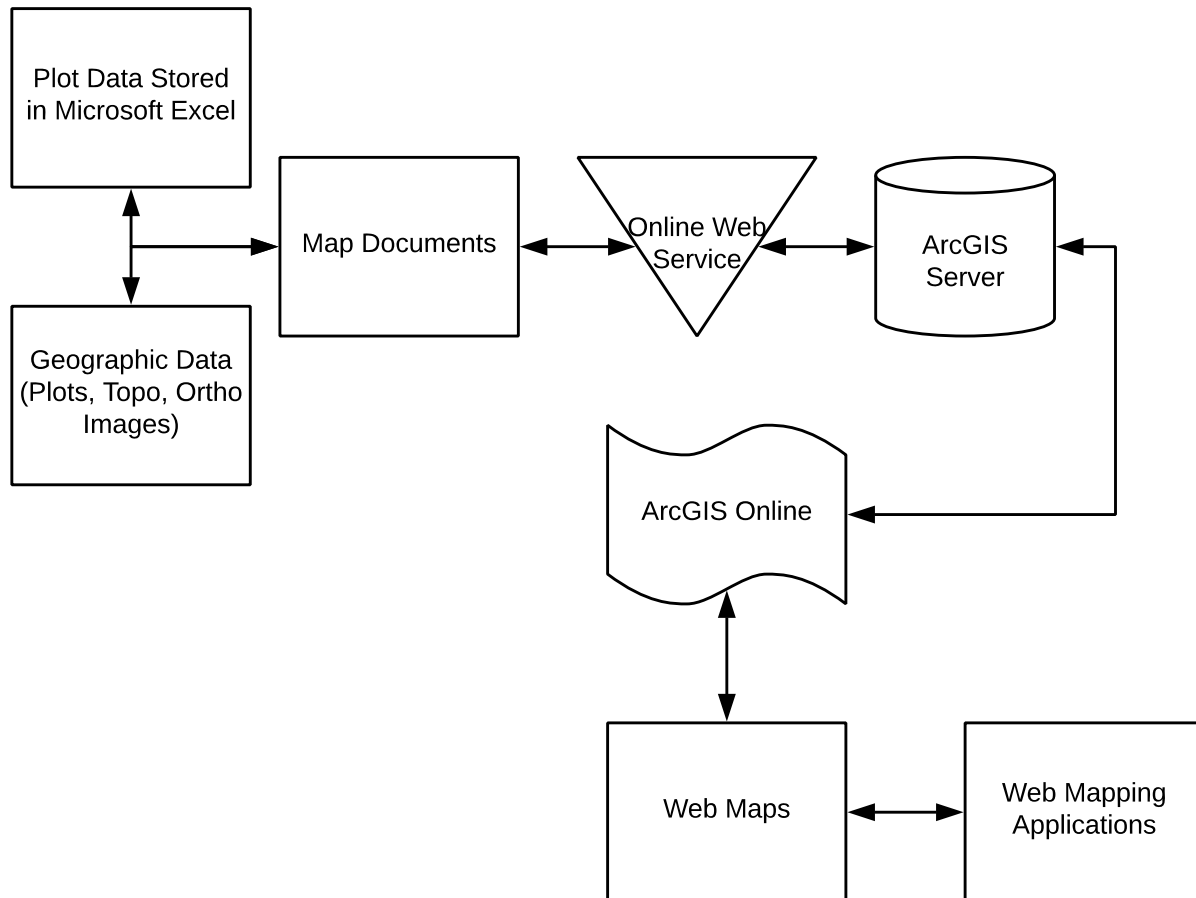 Plot Data Stored
in Microsoft Excel
Map Documents
Online Web
Service
ArcGIS
Server
Geographic Data
(Plots, Topo, Ortho
Images)
ArcGIS Online
Web Maps
Web Mapping
Applications